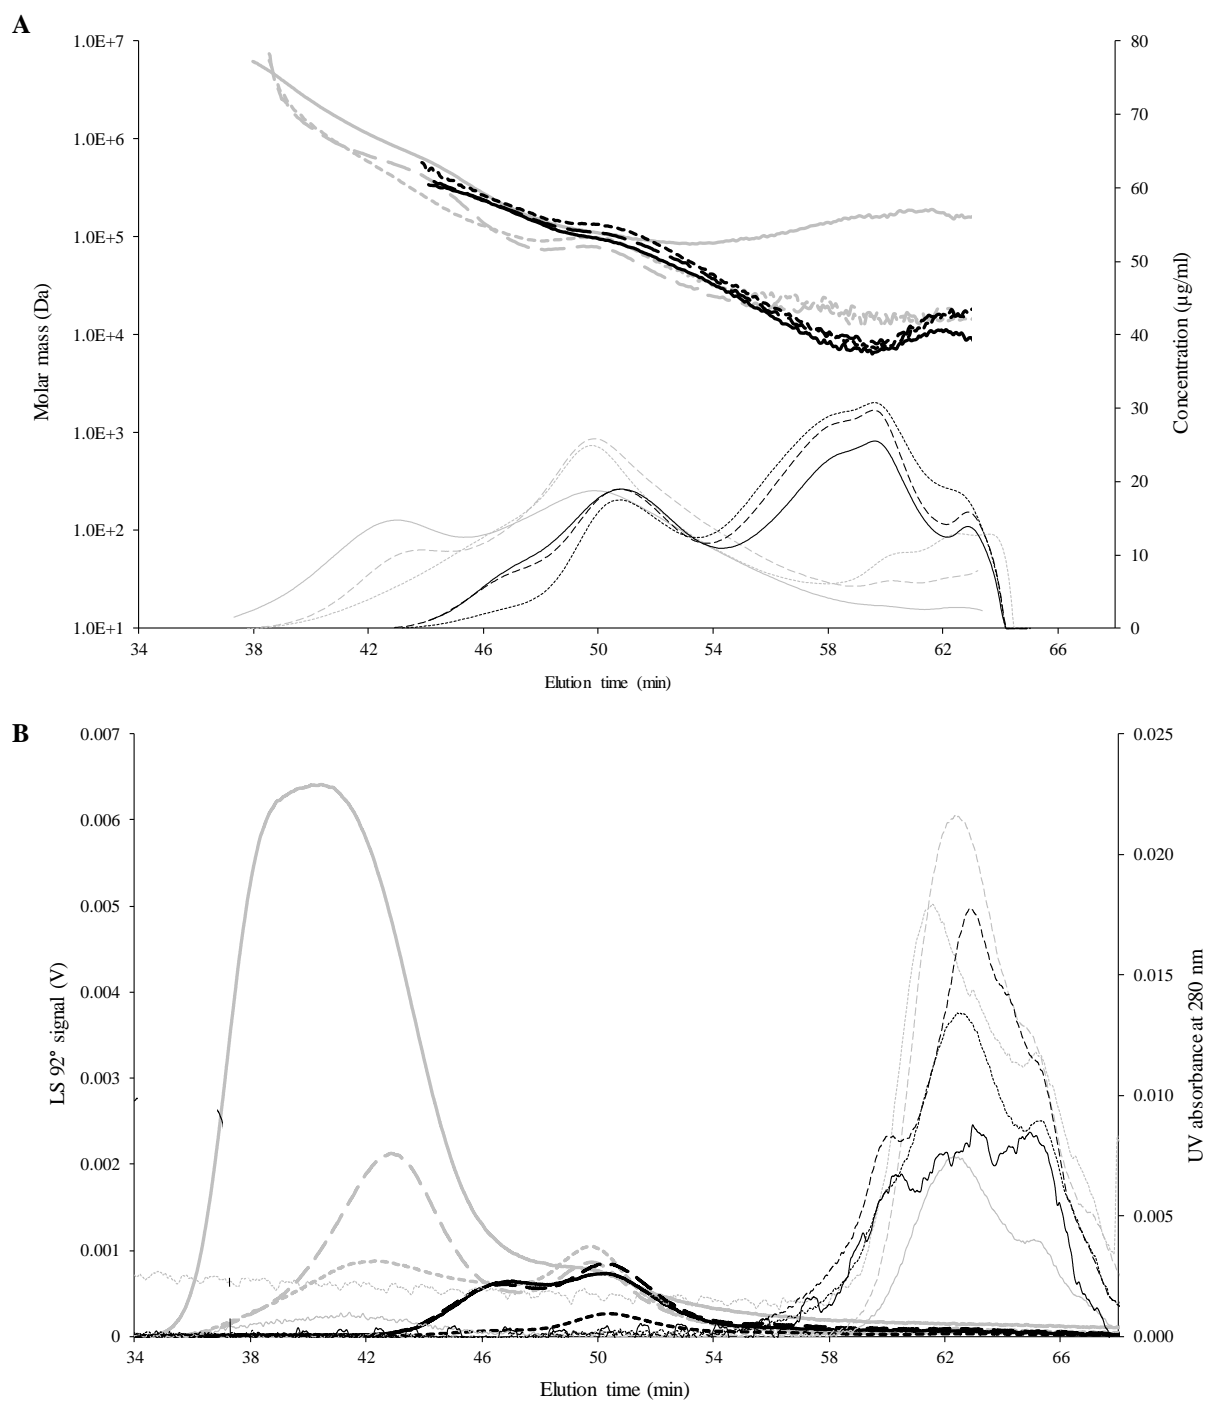 A
1.0E+7
1.0E+6
1.0E+5
1.0E+4
1.0E+3
1.0E+2
1.0E+1
Molar mass (Da)
80
70
60
50
40
30
20
10
0
Concentration (µg/ml)
34 38 42 46 50 54 58 62 66
Elution time (min)
B
0.007
0.006
0.005
0.004
0.003
0.002
0.001
0
LS 92° signal (V)
0.025
0.020
0.015
0.010
0.005
0.000
UV absorbance at 280 nm
34 38 42 46 50 54 58 62 66
Elution time (min)